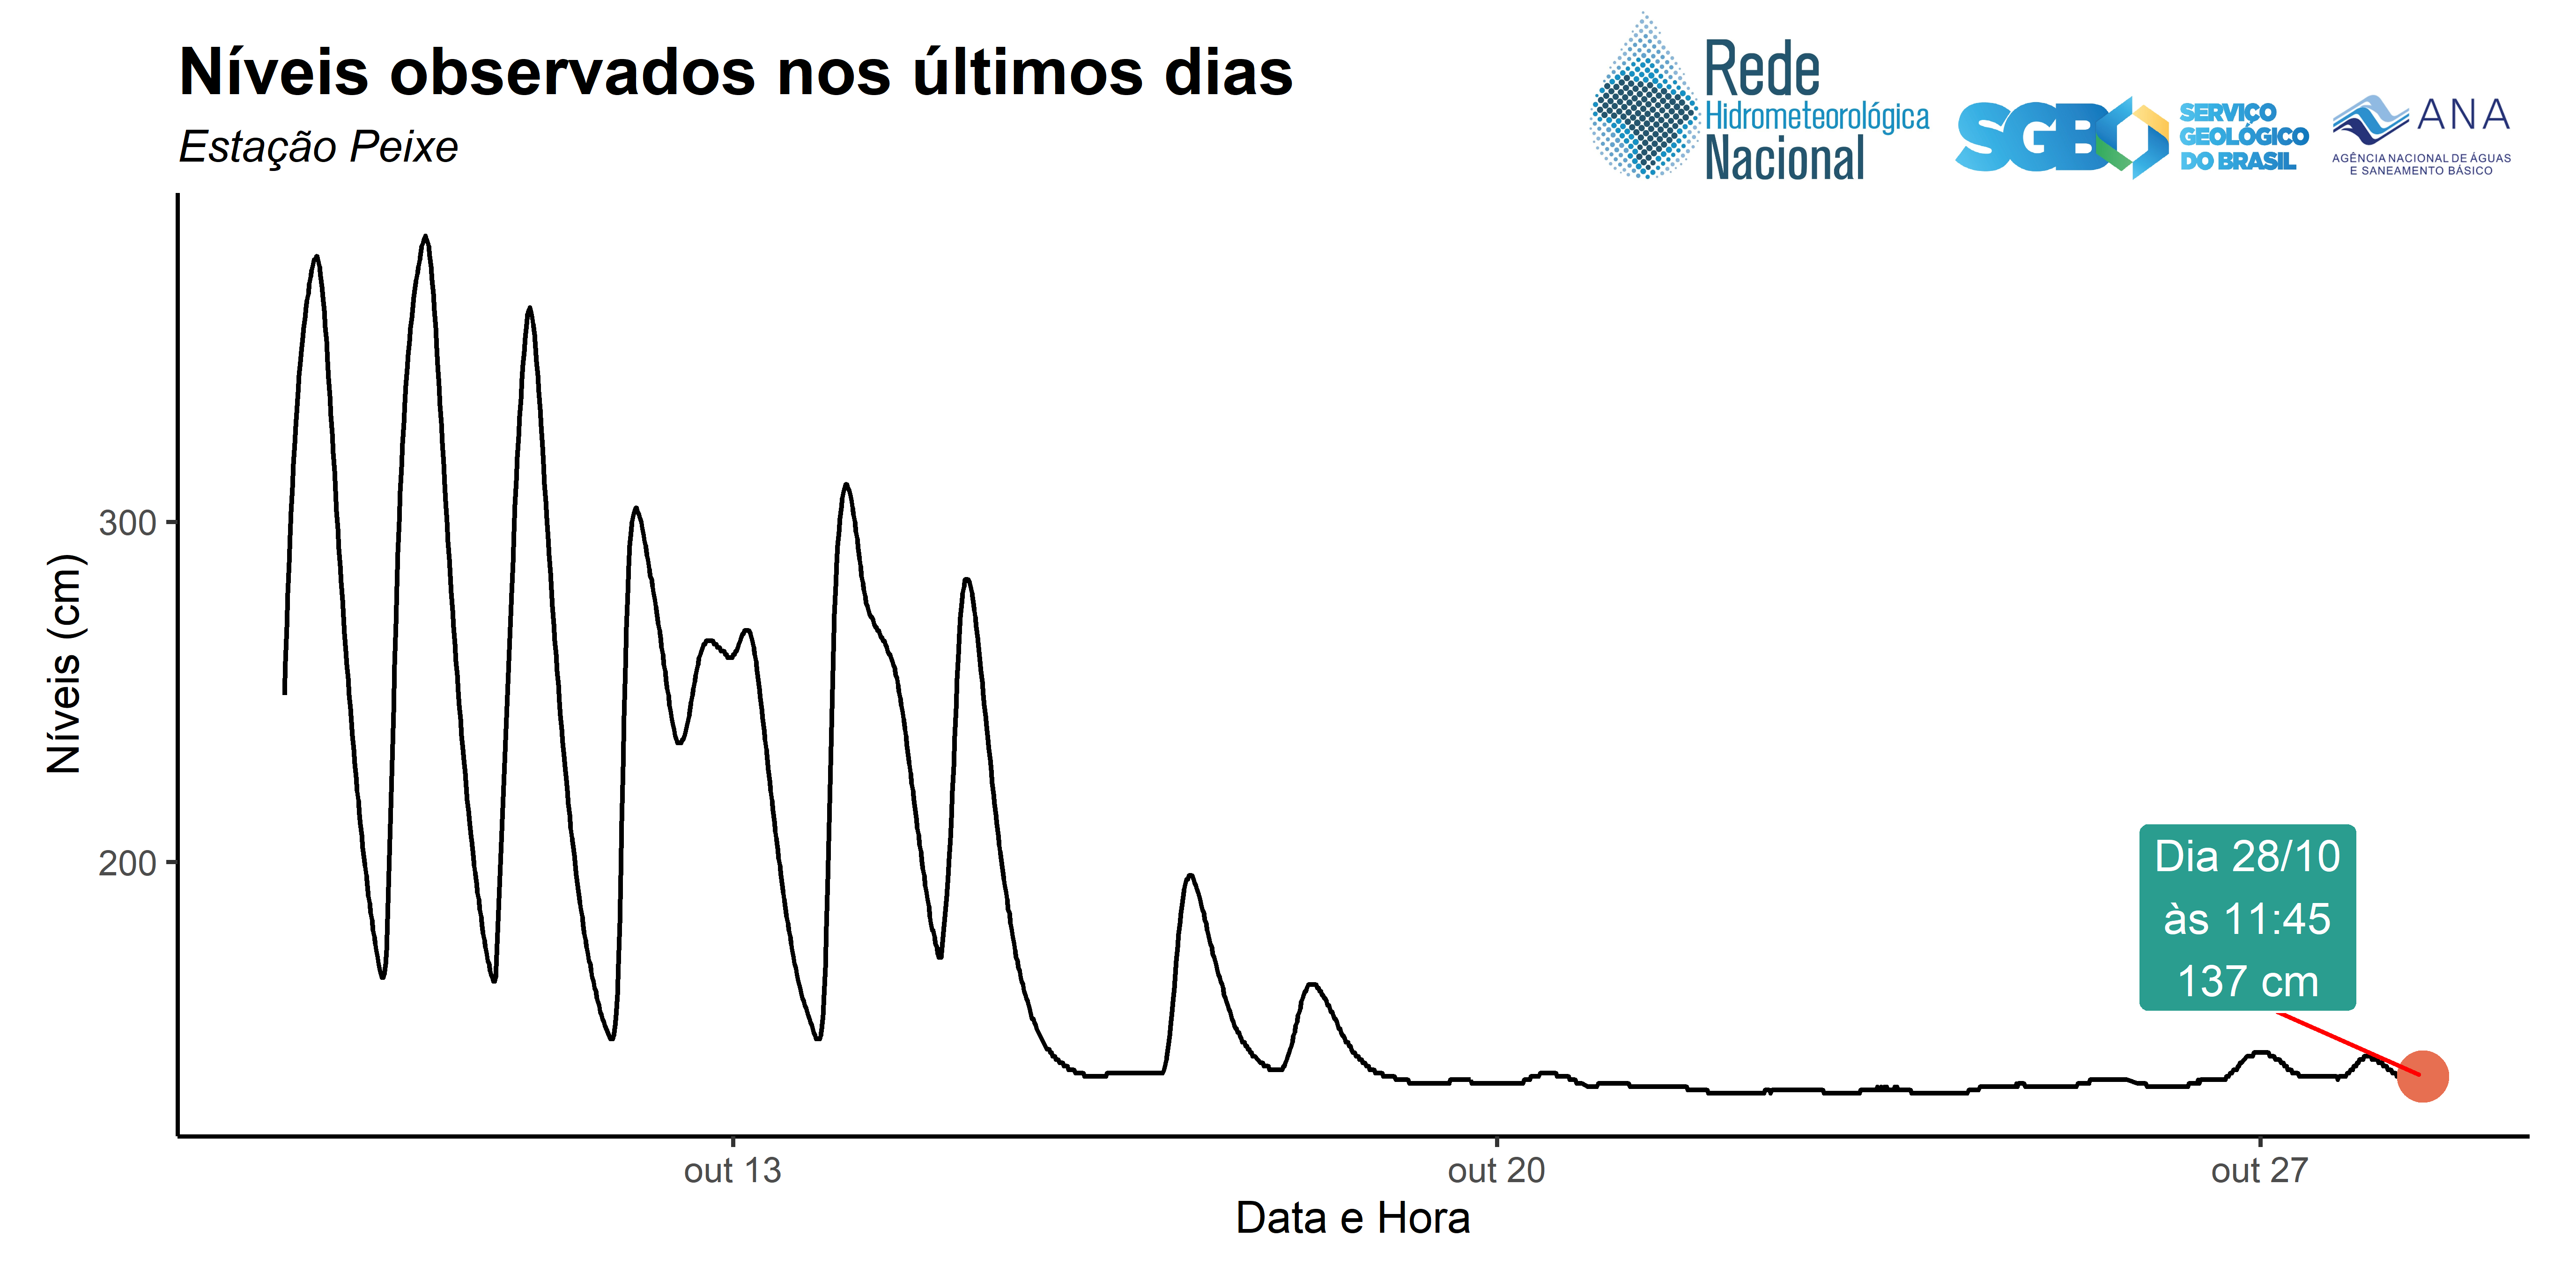 Níveis observados nos últimos dias
Estação Peixe
Rede
Hidrometeorológica
Nacional
SGB
SERVIÇO
GEOLÓGICO
DO BRASIL
ANA
AGÊNCIA NACIONAL DE ÁGUAS
E SANEAMENTO BÁSICO
Níveis (cm)
300
200
Dia 28/10
às 11:45
137 cm
out 13
out 20
out 27
Data e Hora